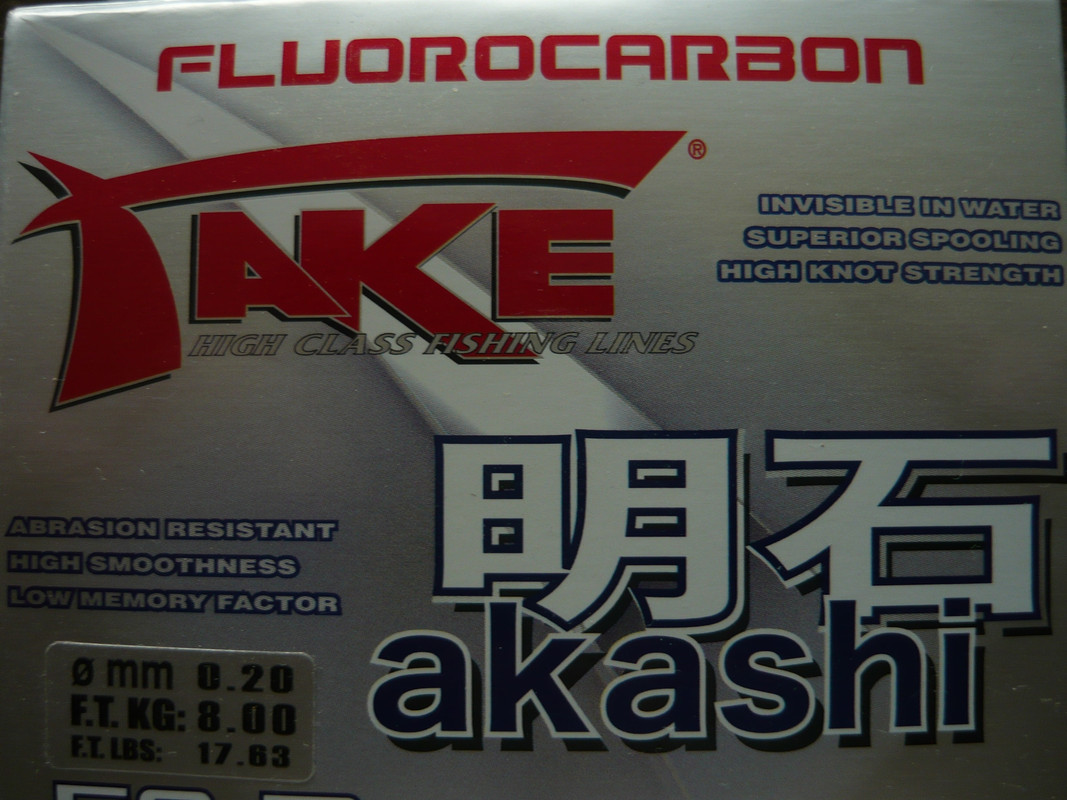 FLUOROCARBON
TAKE®
HIGH CLASS FISHING LINES
INVISIBLE IN WATER
SUPERIOR SPOOLING
HIGH KNOT STRENGTH
明石
akashi
ABRASION RESISTANT
HIGH SMOOTHNESS
LOW MEMORY FACTOR
ø mm 0.20
F.T. KG: 8.00
F.T. LBS: 17.63